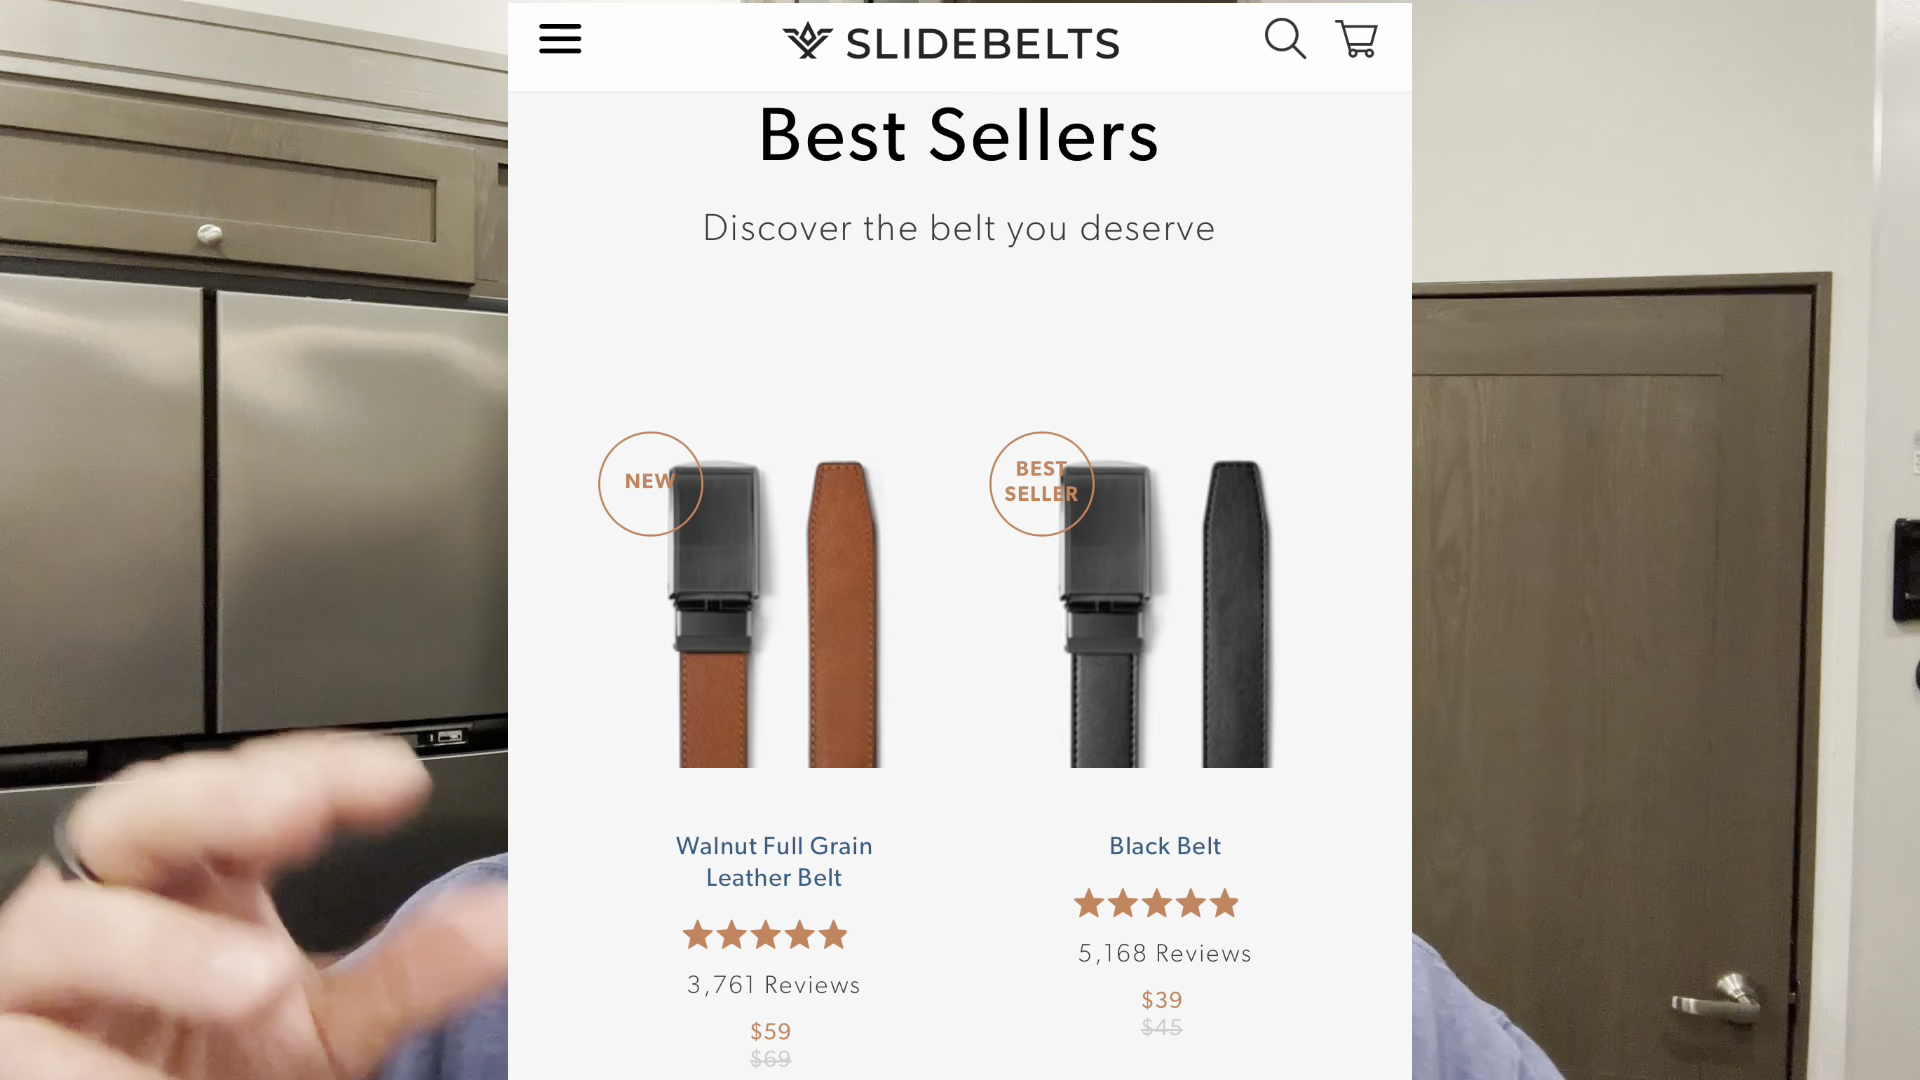 SLIDEBELTS
Best Sellers
Discover the belt you deserve
NEW
BEST
SELLER
Walnut Full Grain
Leather Belt
3,761 Reviews
$59
$69
Black Belt
5,168 Reviews
$39
$45